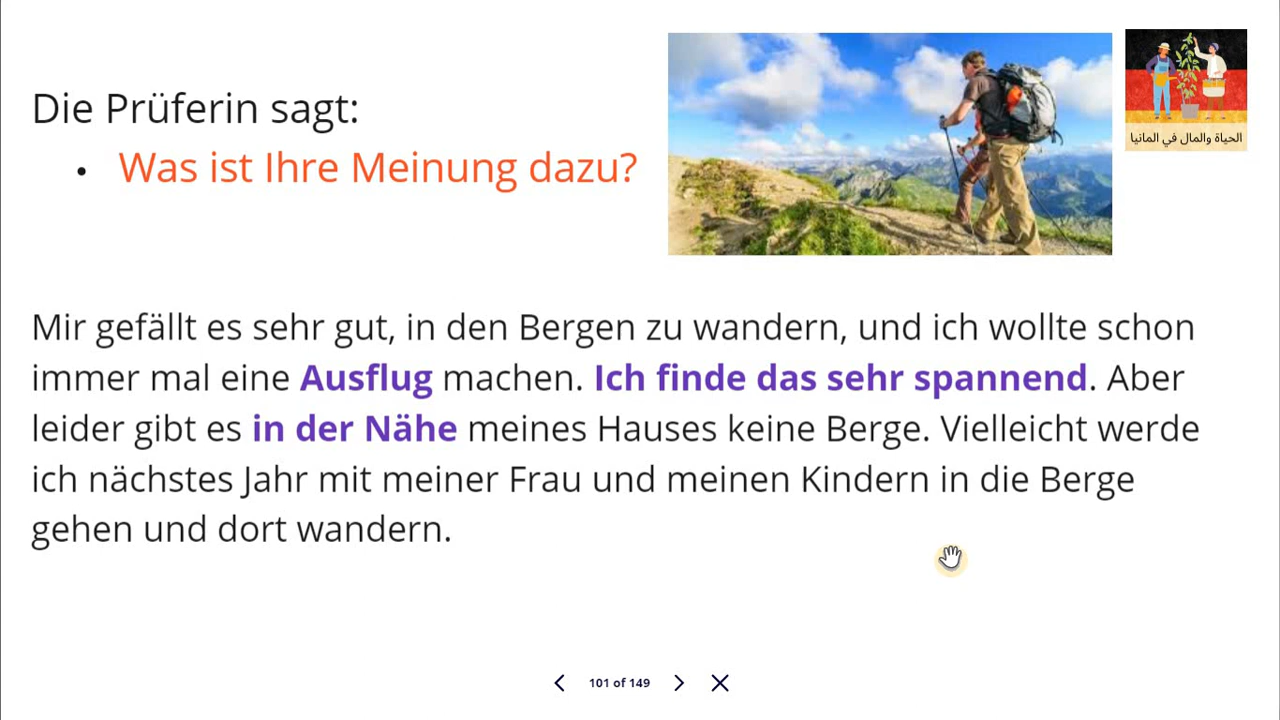 Die Prüferin sagt:
• Was ist Ihre Meinung dazu?
الحياة والمال في المانيا
Mir gefällt es sehr gut, in den Bergen zu wandern, und ich wollte schon
immer mal eine Ausflug machen. Ich finde das sehr spannend. Aber
leider gibt es in der Nähe meines Hauses keine Berge. Vielleicht werde
ich nächstes Jahr mit meiner Frau und meinen Kindern in die Berge
gehen und dort wandern.
101 of 149